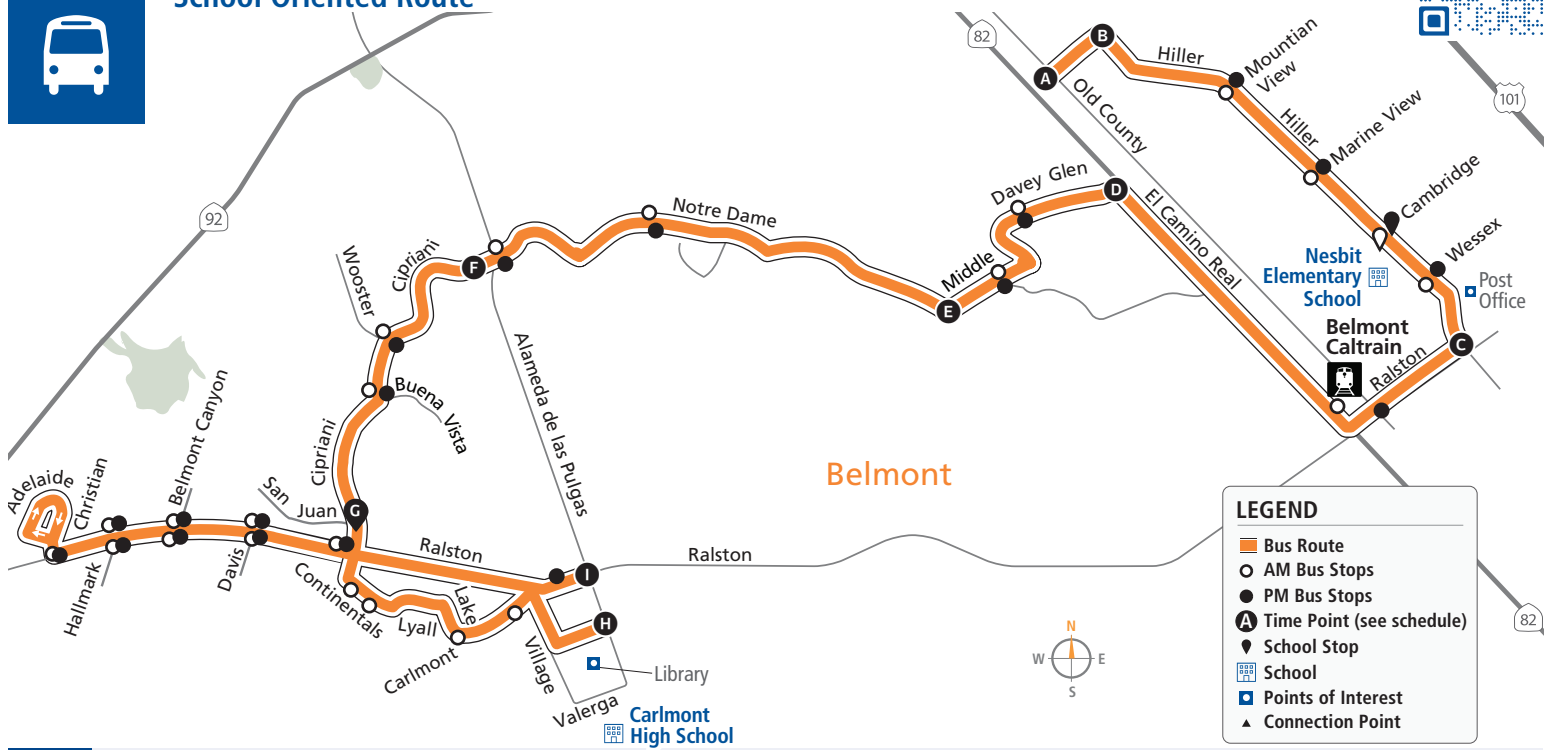 School Oriented Route
82
A
B
Hiller
Mountian
View
101
Old County
Hiller
Marine View
Cambridge
Davey Glen
D
El Camino Real
Wessex
92
Notre Dame
Cipriani
F
Wooster
Middle
E
Nesbit
Elementary
School
Post
Office
Belmont
Caltrain
C
Ralston
Alameda de las Pulgas
Buena Vista
Belmont Canyon
Cipriani
Belmont
Adelaide
Christian
San
Juan
G
Ralston
I
Ralston
Hallmark
Davis
Continentals
Lyall
Lake
Carlmont
Village
H
Library
Valerga
Carlmont
High School
N
W
E
S
LEGEND
Bus Route
AM Bus Stops
PM Bus Stops
A Time Point (see schedule)
School Stop
School
Points of Interest
Connection Point
82